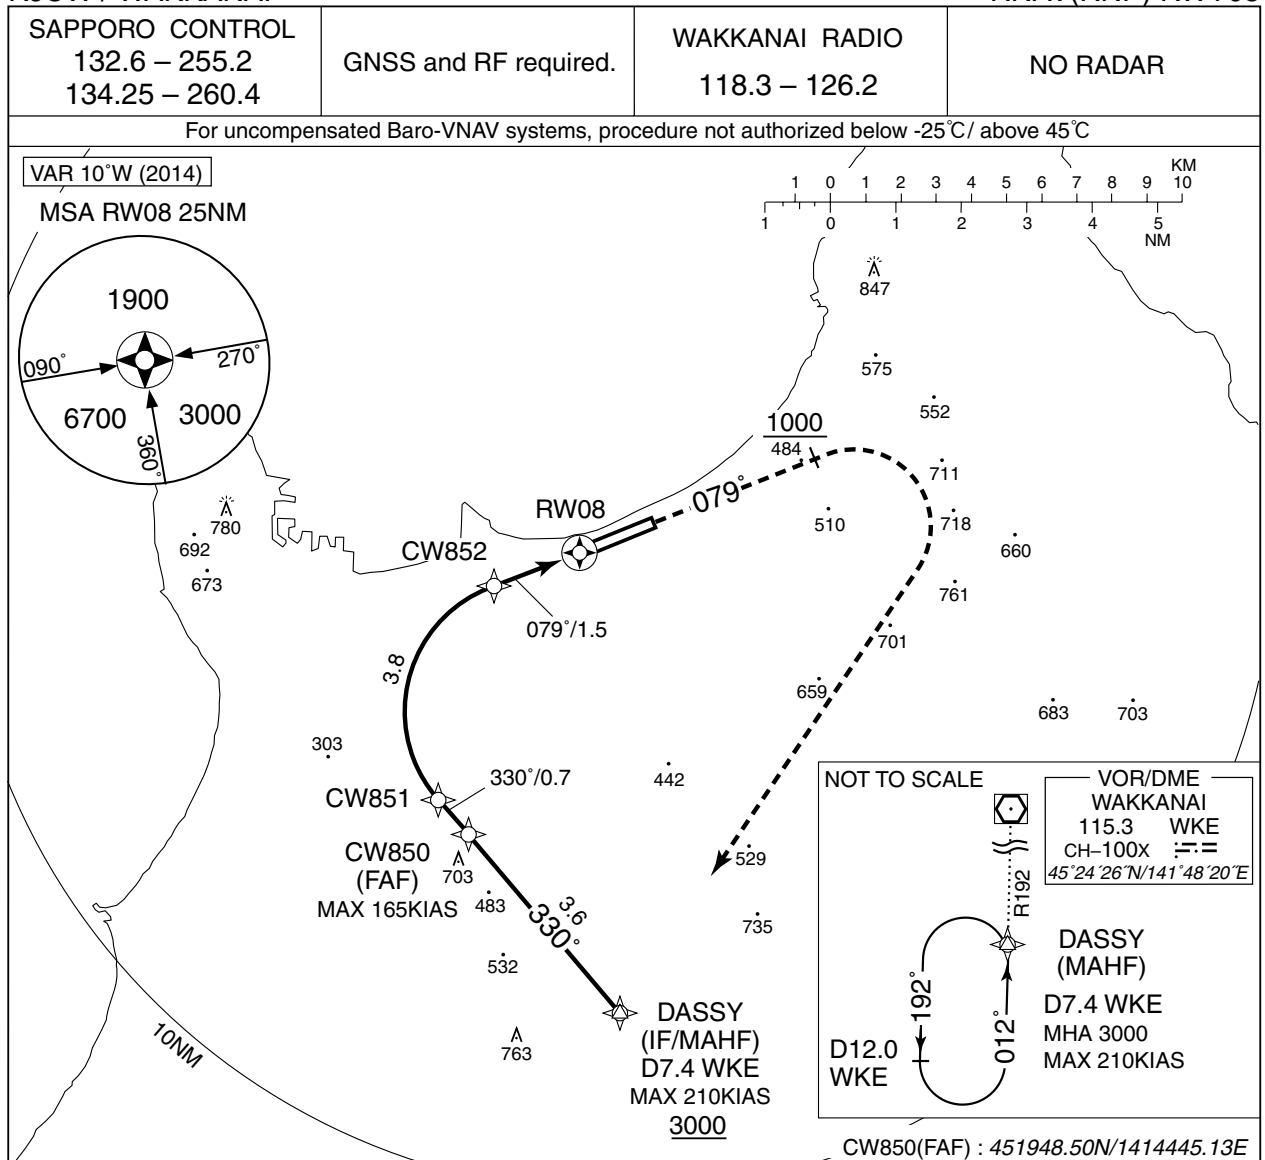 SAPPORO CONTROL
132.6 – 255.2
134.25 – 260.4
GNSS and RF required.
WAKKANAI RADIO
118.3 – 126.2
NO RADAR
For uncompensated Baro-VNAV systems, procedure not authorized below -25℃/ above 45℃
VAR 10°W (2014)
MSA RW08 25NM
1900
090°
270°
6700
3000
360°
KM
1 0 1 2 3 4 5 6 7 8 9 10
1 0 1 2 3 4 5
NM
847
575
552
1000
484
711
079°
RW08
510
718
660
780
692
673
CW852
761
079°/1.5
701
3.8
659
683
703
303
442
330°/0.7
CW851
CW850
(FAF)
MAX 165KIAS
703
483
529
3.6
330°
735
532
10NM
763
DASSY
(IF/MAHF)
D7.4 WKE
MAX 210KIAS
3000
NOT TO SCALE
VOR/DME
WAKKANAI
115.3 WKE
CH–100X
45°24´26˝N/141°48´20˝E
R192
DASSY
(MAHF)
D7.4 WKE
MHA 3000
MAX 210KIAS
192°
012°
D12.0
WKE
CW850(FAF) : 451948.50N/1414445.13E